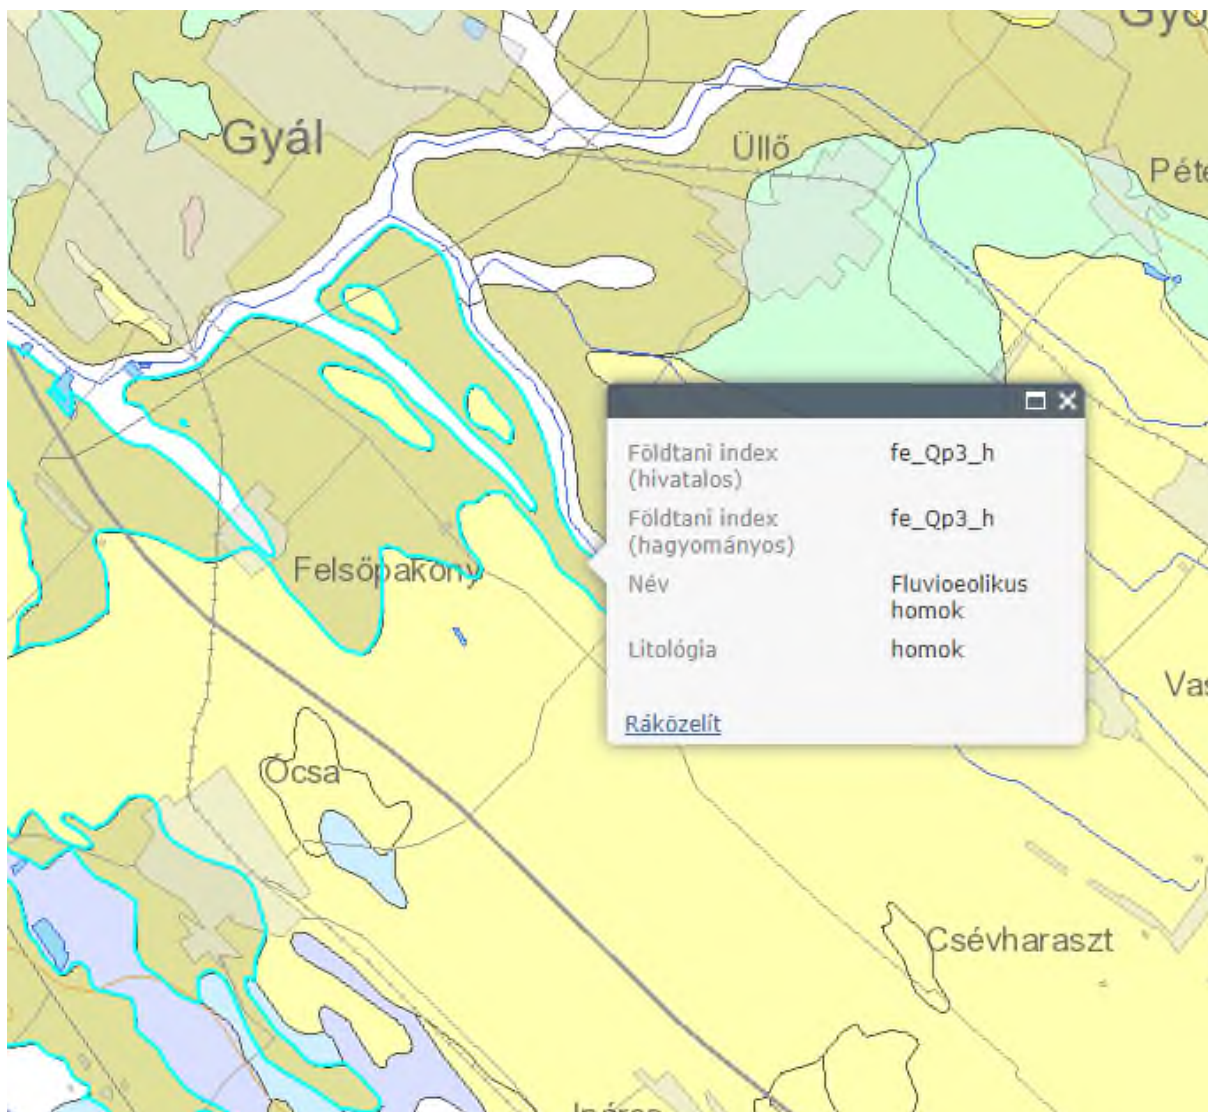 Gyö
Gyál
Üllő
Péte
Földtani index
(hivatalos)
fe_Qp3_h
Földtani index
(hagyományos)
fe_Qp3_h
Név
Fluvioeolikus
homok
Litológia
homok
Ráközelít
Felsőpakony
Vas
Ócsa
Csévharaszt